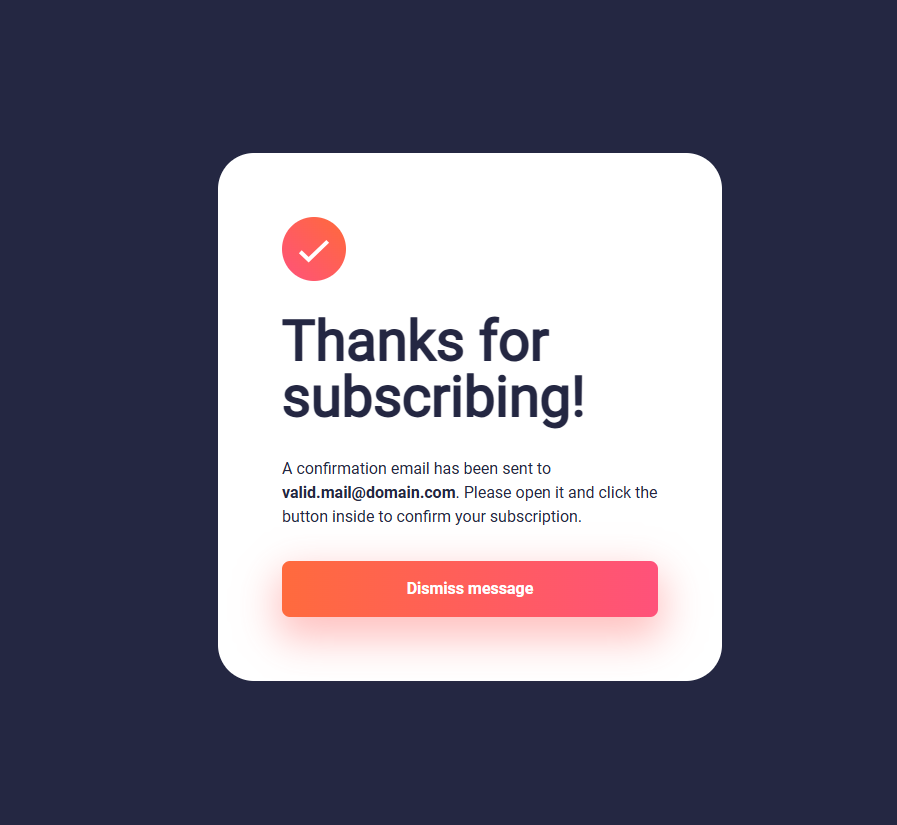 Thanks for
subscribing!
A confirmation email has been sent to
valid.mail@domain.com. Please open it and click the
button inside to confirm your subscription.
Dismiss message